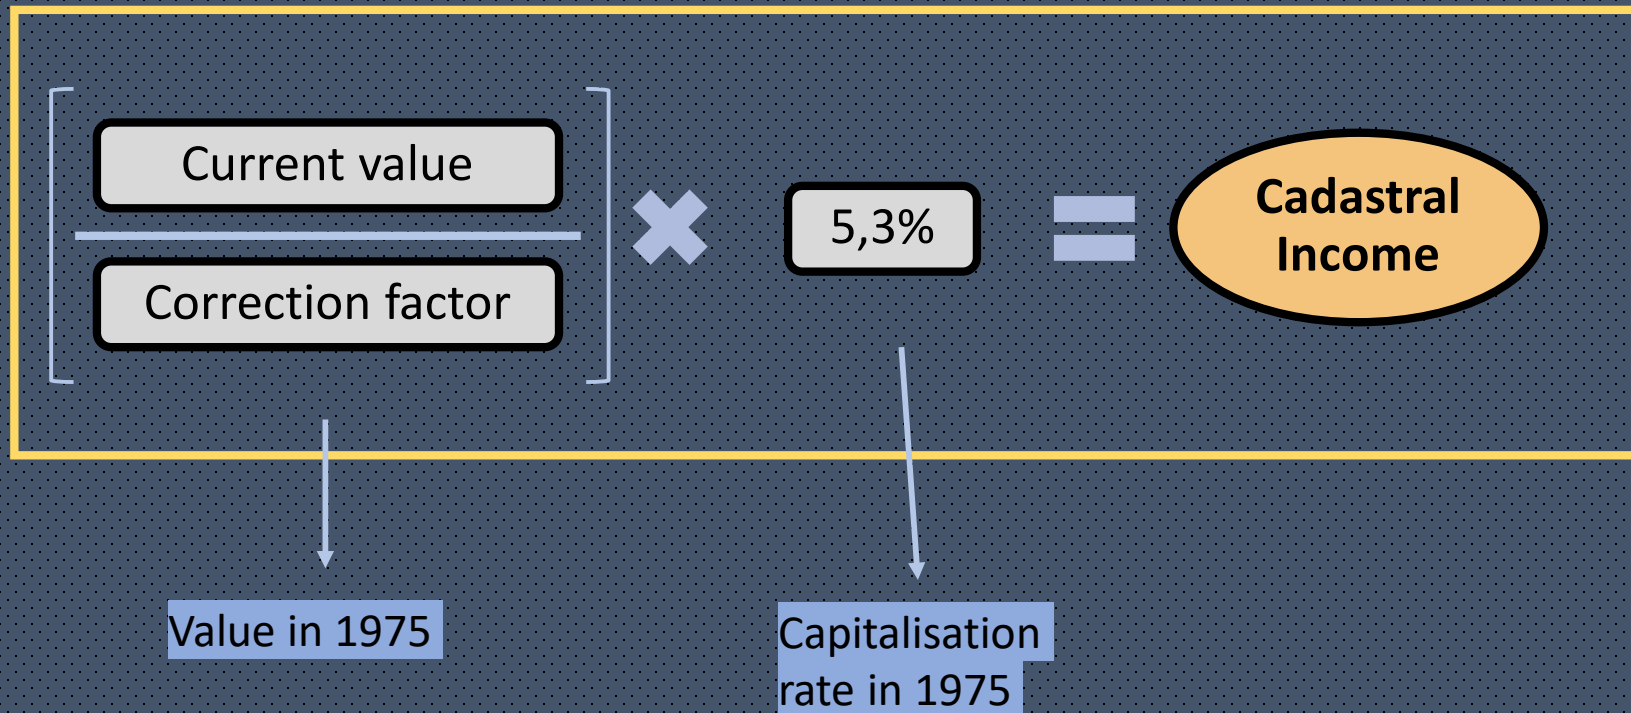 Current value
Correction factor
5,3%
Cadastral
Income
Value in 1975
Capitalisation
rate in 1975